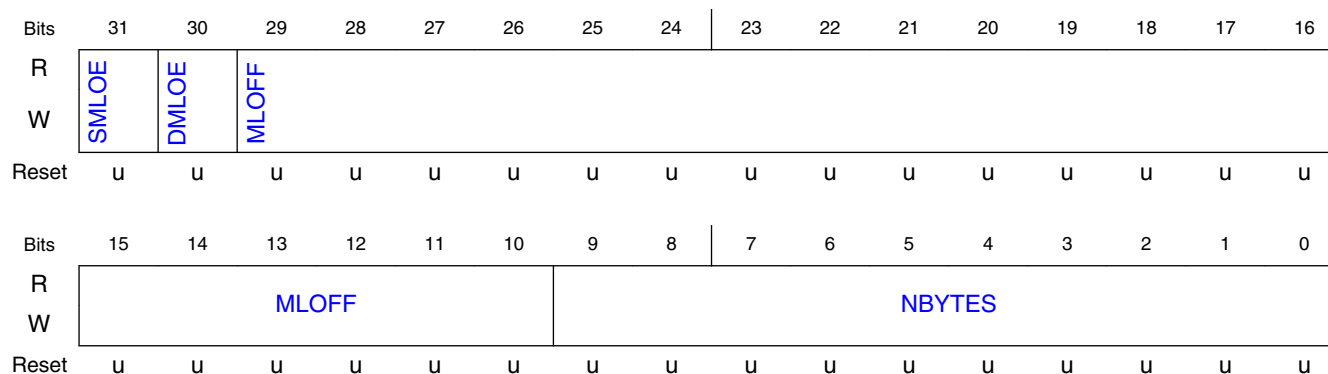 Bits 31 30 29 28 27 26 25 24 23 22 21 20 19 18 17 16
R
W
SMLOE DMLOE MLOFF
Reset u u u u u u u u u u u u u u u u
Bits 15 14 13 12 11 10 9 8 7 6 5 4 3 2 1 0
R
MLOFF NBYTES
W
Reset u u u u u u u u u u u u u u u u